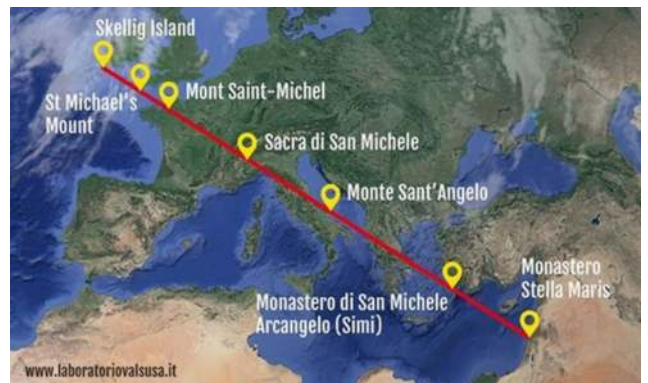 Skellig Island
St Michael's
Mount
Mont Saint-Michel
Sacra di San Michele
Monte Sant'Angelo
Monastero di San Michele
Arcangelo (Simi)
Monastero
Stella Maris
www.laboratoriovalsusa.it